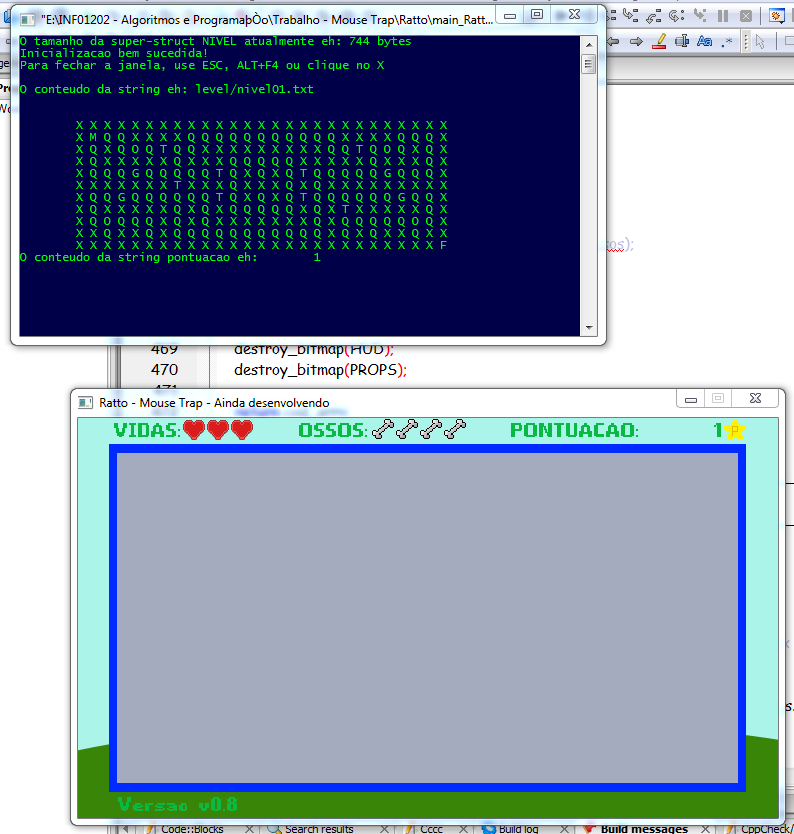 "E:\INF01202 - Algoritmos e ProgramaþÒo\Trabalho - Mouse Trap\Ratto\main_Ratt...
O tamanho da super-struct NIVEL atualmente eh: 744 bytes
Inicializacao bem sucedida!
Para fechar a janela, use ESC, ALT+F4 ou clique no X
O conteudo da string eh: level/nivel01.txt
X X X X X X X X X X X X X X X X X X X X X X X X X X X
X M Q Q X X X X Q Q Q Q Q Q Q Q Q Q Q X X X X Q Q Q X
X Q X Q O Q T Q Q X X X X X X X X X Q Q T Q O Q X Q X
X Q X X X X X X Q X X X X X X X X X Q X X X X X X Q X
X Q Q Q G Q Q Q Q Q T Q X Q X Q T Q Q Q Q Q G Q Q Q X
X X X X X X X T X X X Q X Q X Q X X X X X X X X X X X
X Q Q G Q Q Q Q Q Q T Q X Q X Q T Q Q Q Q Q Q G Q Q X
X Q X X X X X X X X Q Q Q Q Q Q Q X X T X X X X X Q X
X Q O Q Q Q Q Q Q Q Q X X X X X Q Q Q Q Q Q Q Q O Q X
X Q Q Q X X X X X Q Q Q Q Q Q Q Q Q X X X X X Q Q Q X
X X X X X X X X X X X X X X X X X X X X X X X X X X F
O conteudo da string pontuacao eh: 1
os);
469 destroy_bitmap(HUD);
470 destroy_bitmap(PROPS);
Ratto - Mouse Trap - Ainda desenvolvendo
VIDAS: OSSOS: PONTUACAO: 1 P
Versao v0.8
Code::Blocks Search results Cccc Build log Build messages CppCheck/